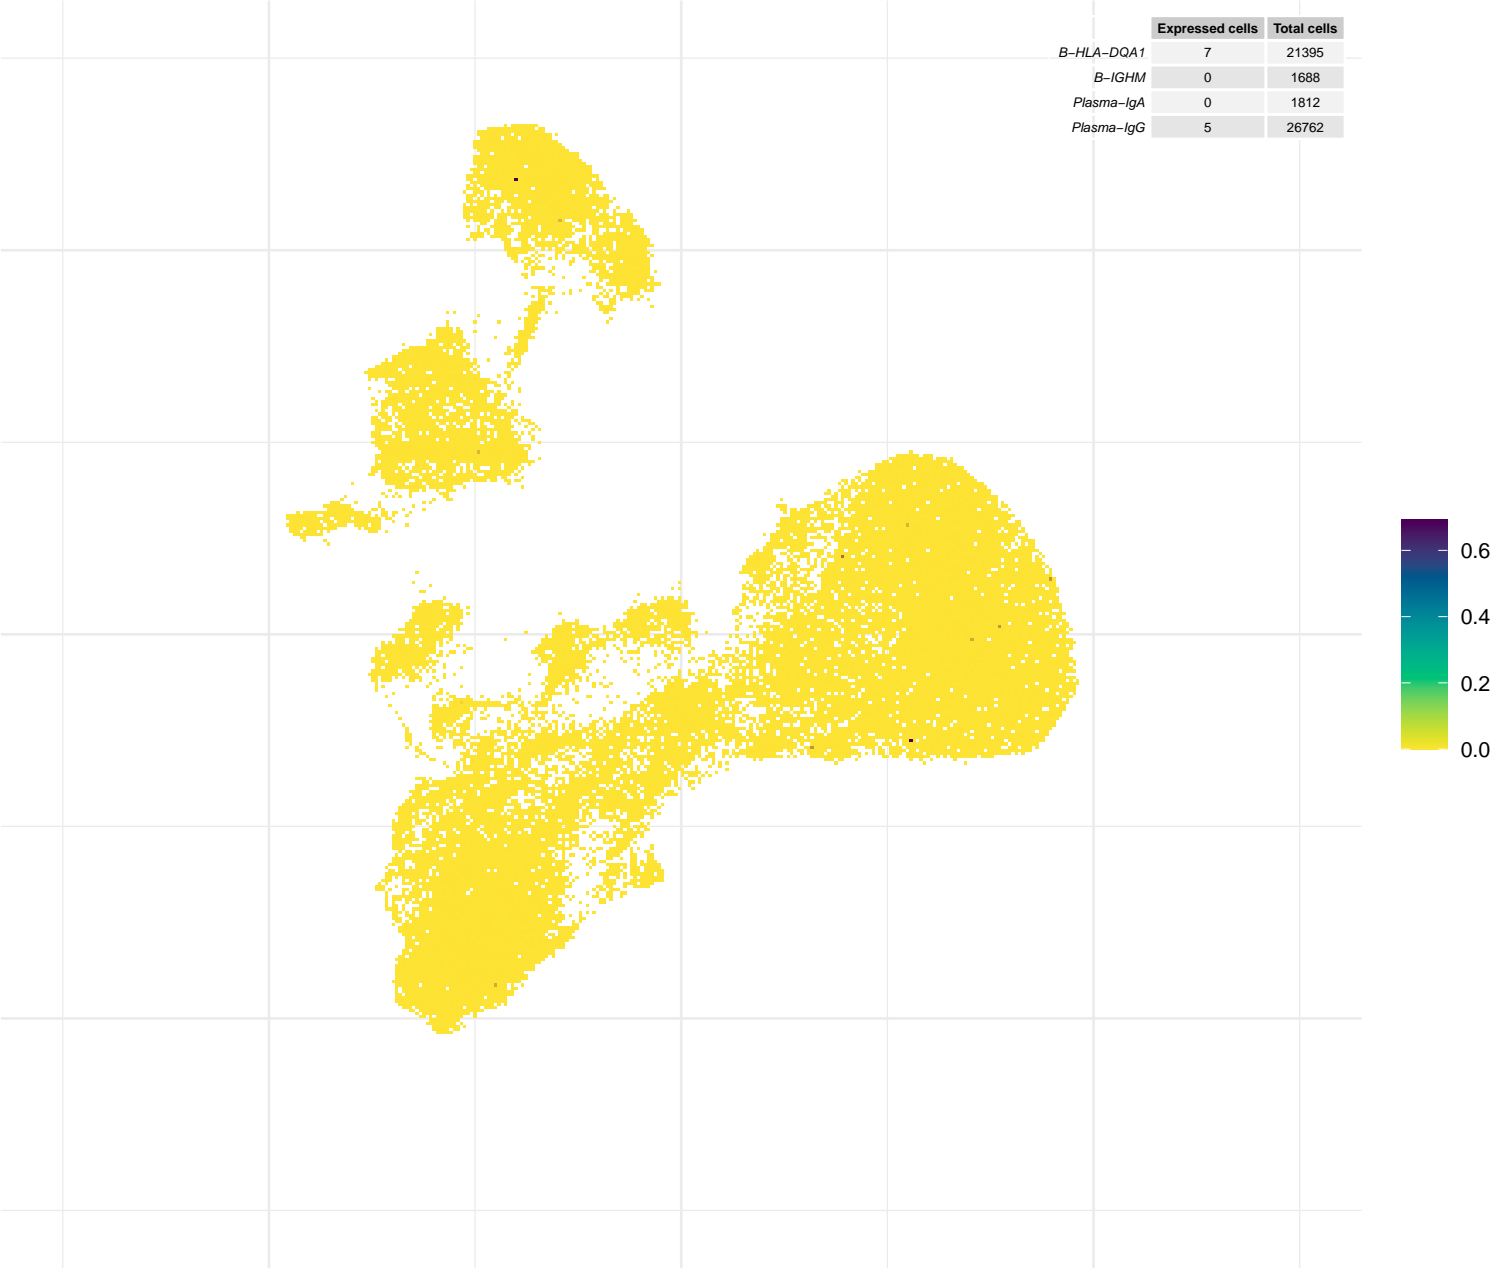 Expressed cells Total cells
B−HLA−DQA1 7 21395
B−IGHM 0 1688
Plasma−IgA 0 1812
Plasma−IgG 5 26762
0.6
0.4
0.2
0.0